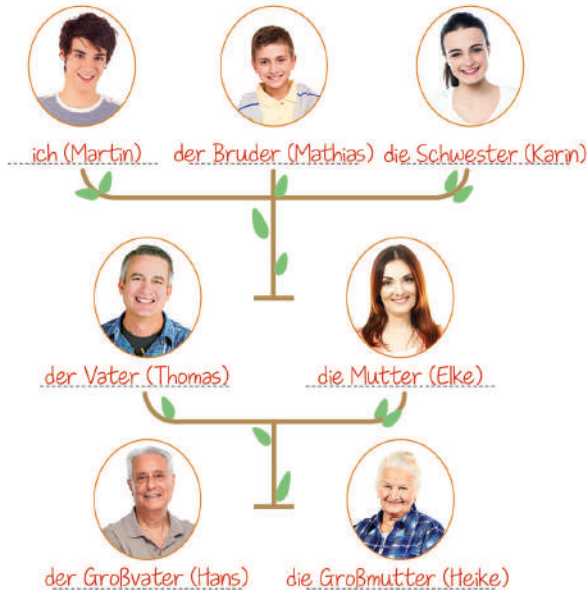 ich (Martin)
der Bruder (Mathias)
die Schwester (Karin)
der Vater (Thomas)
die Mutter (Elke)
der Großvater (Hans)
die Großmutter (Heike)